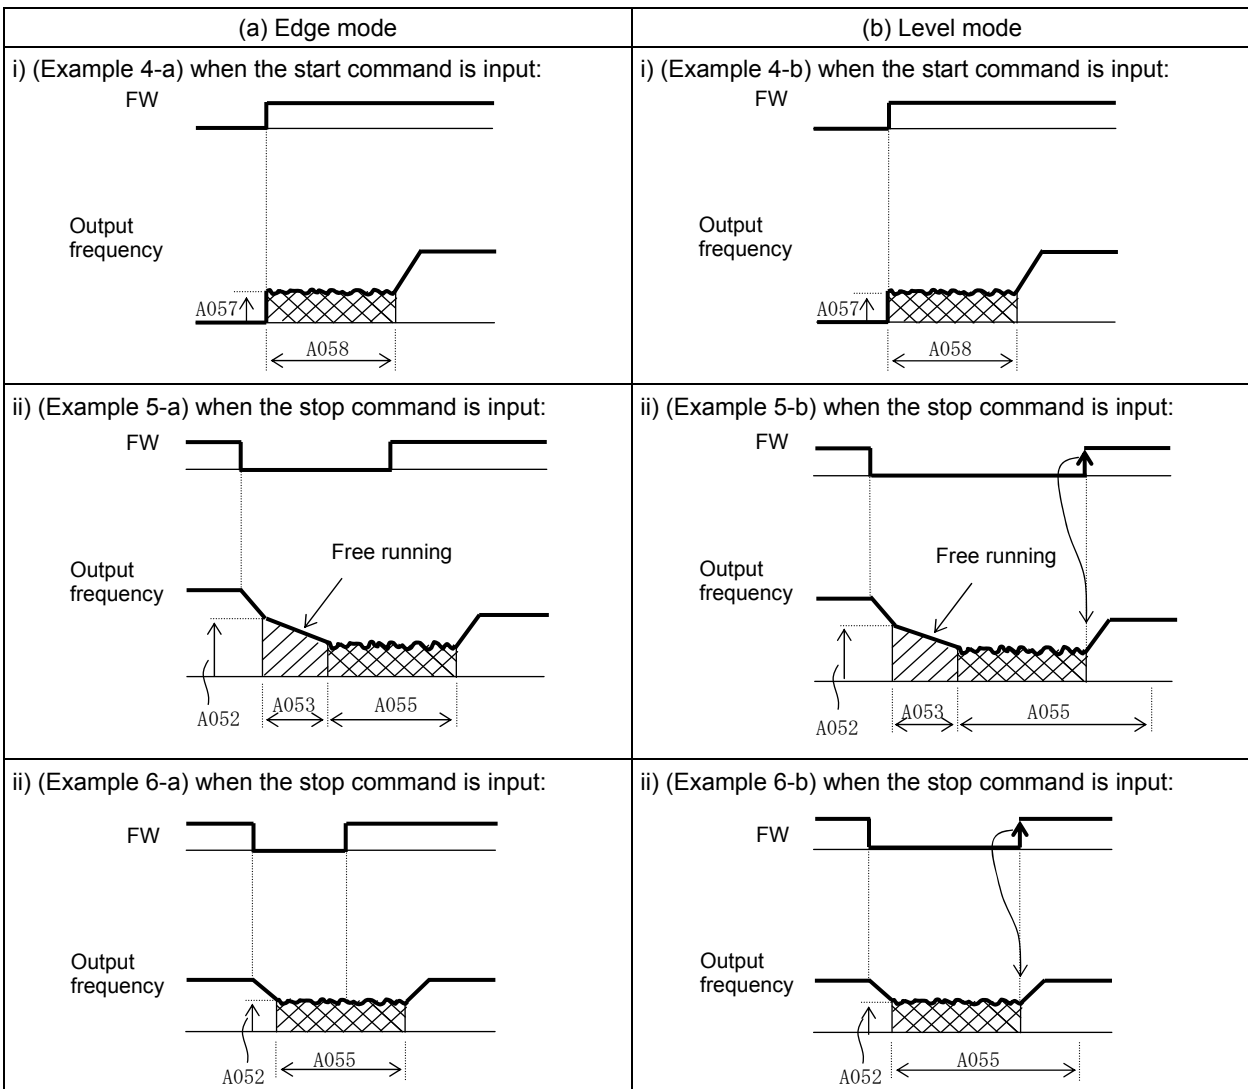 (a) Edge mode
(b) Level mode
i) (Example 4-a) when the start command is input:
FW
Output
frequency
A057
A058
i) (Example 4-b) when the start command is input:
FW
Output
frequency
A057
A058
ii) (Example 5-a) when the stop command is input:
FW
Free running
Output
frequency
A052
A053
A055
ii) (Example 5-b) when the stop command is input:
FW
Free running
Output
frequency
A052
A053
A055
ii) (Example 6-a) when the stop command is input:
FW
Output
frequency
A052
A055
ii) (Example 6-b) when the stop command is input:
FW
Output
frequency
A052
A055